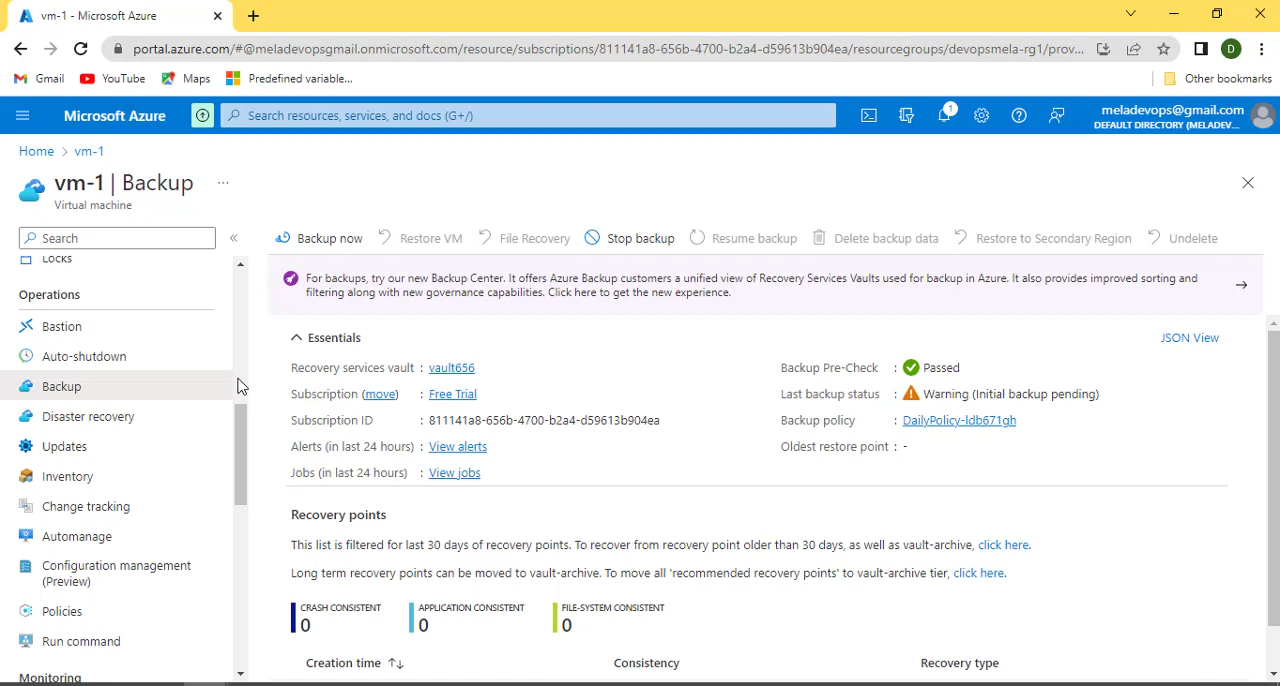 vm-1 - Microsoft Azure
portal.azure.com/#@meladevopsgmail.onmicrosoft.com/resource/subscriptions/811141a8-656b-4700-b2a4-d59613b904ea/resourcegroups/devopsmela-rg1/prov...
D
Gmail YouTube Maps Predefined variable... Other bookmarks
Microsoft Azure Search resources, services, and docs (G+/) 1 meladevops@gmail.com
DEFAULT DIRECTORY (MELADEV...
Home > vm-1
vm-1 | Backup ...
Virtual machine
Search «
Locks
Operations
Bastion
Auto-shutdown
Backup
Disaster recovery
Updates
Inventory
Change tracking
Automanage
Configuration management
(Preview)
Policies
Run command
Monitoring
Backup now Restore VM File Recovery Stop backup Resume backup Delete backup data Restore to Secondary Region Undelete
For backups, try our new Backup Center. It offers Azure Backup customers a unified view of Recovery Services Vaults used for backup in Azure. It also provides improved sorting and
filtering along with new governance capabilities. Click here to get the new experience.
Essentials JSON View
Recovery services vault : vault656
Subscription (move) : Free Trial
Subscription ID : 811141a8-656b-4700-b2a4-d59613b904ea
Alerts (in last 24 hours) : View alerts
Jobs (in last 24 hours) : View jobs
Backup Pre-Check : Passed
Last backup status : Warning (Initial backup pending)
Backup policy : DailyPolicy-ldb671gh
Oldest restore point : -
Recovery points
This list is filtered for last 30 days of recovery points. To recover from recovery point older than 30 days, as well as vault-archive, click here.
Long term recovery points can be moved to vault-archive. To move all 'recommended recovery points' to vault-archive tier, click here.
CRASH CONSISTENT
0
APPLICATION CONSISTENT
0
FILE-SYSTEM CONSISTENT
0
Creation time ↑↓ Consistency Recovery type